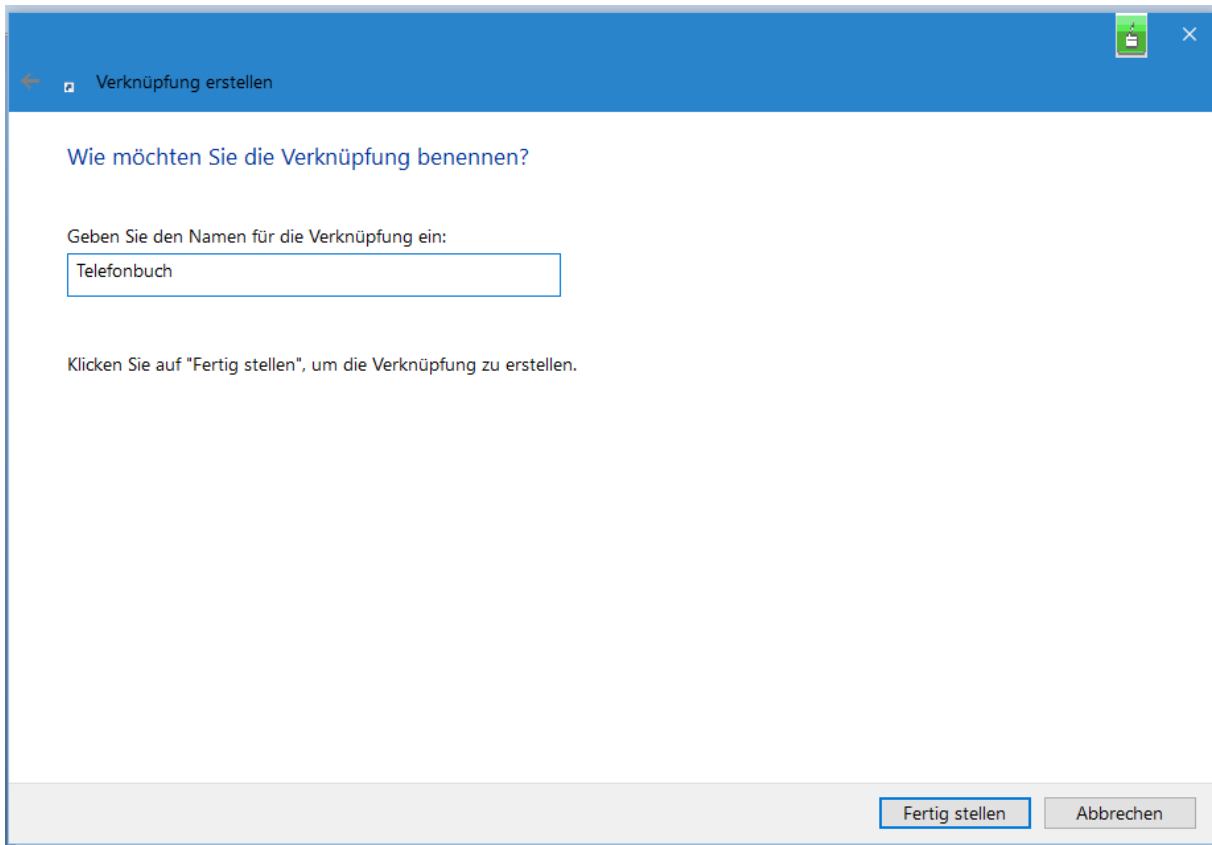 Verknüpfung erstellen
Wie möchten Sie die Verknüpfung benennen?
Geben Sie den Namen für die Verknüpfung ein:
Telefonbuch
Klicken Sie auf "Fertig stellen", um die Verknüpfung zu erstellen.
Fertig stellen
Abbrechen